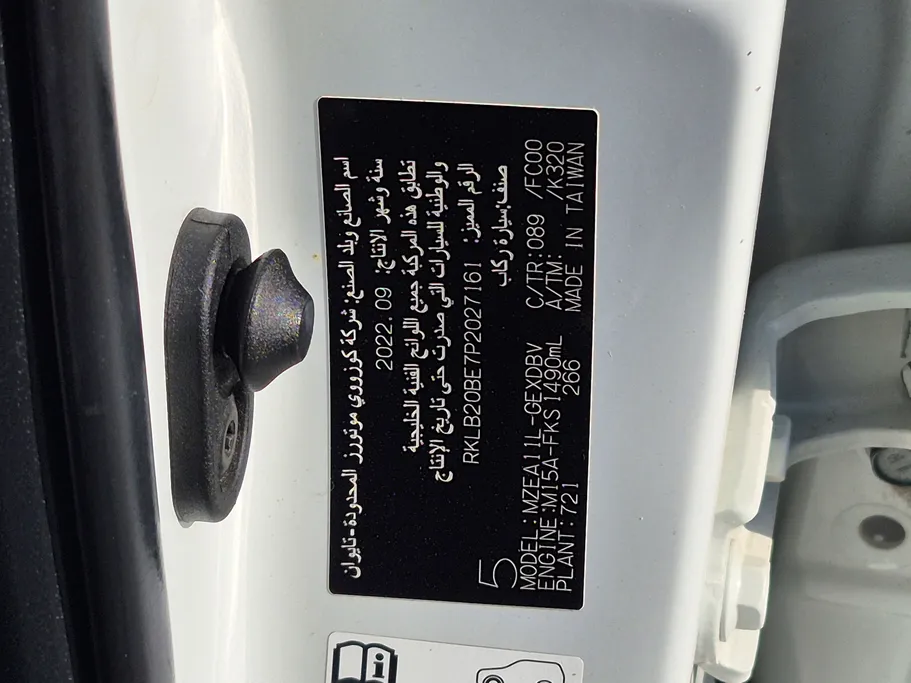 اسم الصانع وبلد الصنع: شركة كوزروي موتورز المحدودة-تايوان
سنة وشهر الإنتاج: 2022.09
تطابق هذه المركبة جميع اللوائح الفنية الخليجية
والوطنية للسيارات التي صدرت حتى تاريخ الإنتاج
الرقم المميز: RKLB20BE7P2027161
صنف:سيارة ركاب
5
MODEL:MZEA11L-GEXDBV C/TR:089 /FC00
ENGINE:M15A-FKS 1490mL A/TM: /K320
PLANT:721 266 MADE IN TAIWAN
i